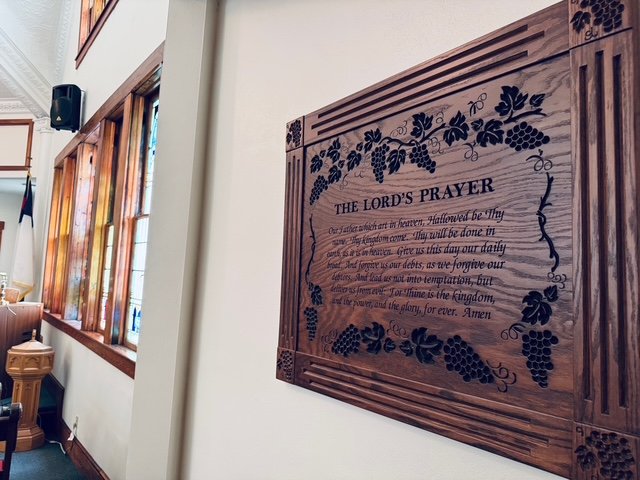 THE LORD'S PRAYER
Our Father which art in heaven, Hallowed be Thy
name. Thy kingdom come. Thy will be done in
earth, as it is in heaven. Give us this day our daily
bread. And forgive us our debts, as we forgive our
debtors. And lead us not into temptation, but
deliver us from evil: For Thine is the kingdom,
and the power, and the glory, for ever. Amen